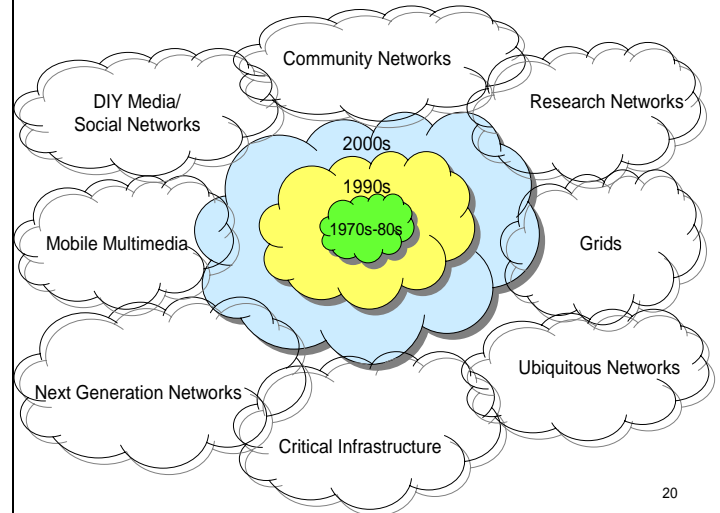 Community Networks
DIY Media/
Social Networks
Research Networks
2000s
1990s
1970s-80s
Mobile Multimedia
Grids
Ubiquitous Networks
Next Generation Networks
Critical Infrastructure
20